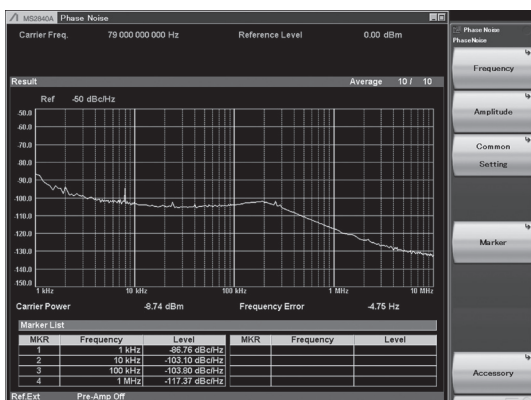 MS2840A Phase Noise
Carrier Freq. 79 000 000 000 Hz Reference Level 0.00 dBm
Result Average 10 / 10
Ref -50 dBc/Hz
-50.0
-60.0
-70.0
-80.0
-90.0
-100.0
-110.0
-120.0
-130.0
-140.0
-150.0
1 kHz 10 kHz 100 kHz 1 MHz 10 MHz
Carrier Power -8.74 dBm Frequency Error -4.75 Hz
Marker List
MKR Frequency Level MKR Frequency Level
1 1 kHz -86.76 dBc/Hz
2 10 kHz -103.10 dBc/Hz
3 100 kHz -103.80 dBc/Hz
4 1 MHz -117.37 dBc/Hz
Ref.Ext Pre-Amp Off
Phase Noise
PhaseNoise
Frequency
Amplitude
Common
Setting
Marker
Accessory